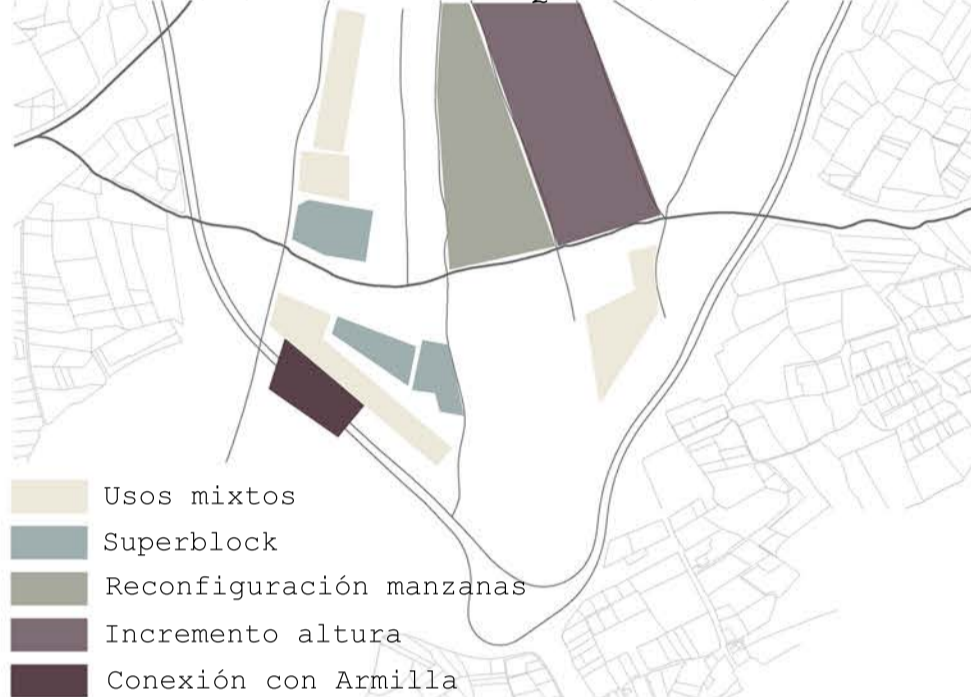 Usos mixtos
Superblock
Reconfiguración manzanas
Incremento altura
Conexión con Armilla